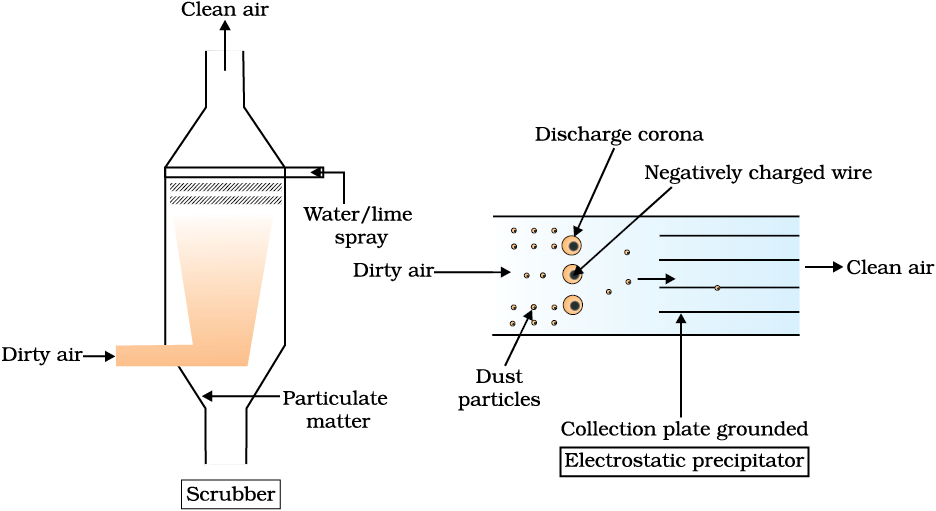 Clean air
Water/lime
spray
Dirty air
Particulate
matter
Scrubber
Discharge corona
Negatively charged wire
Dirty air
Clean air
Dust
particles
Collection plate grounded
Electrostatic precipitator